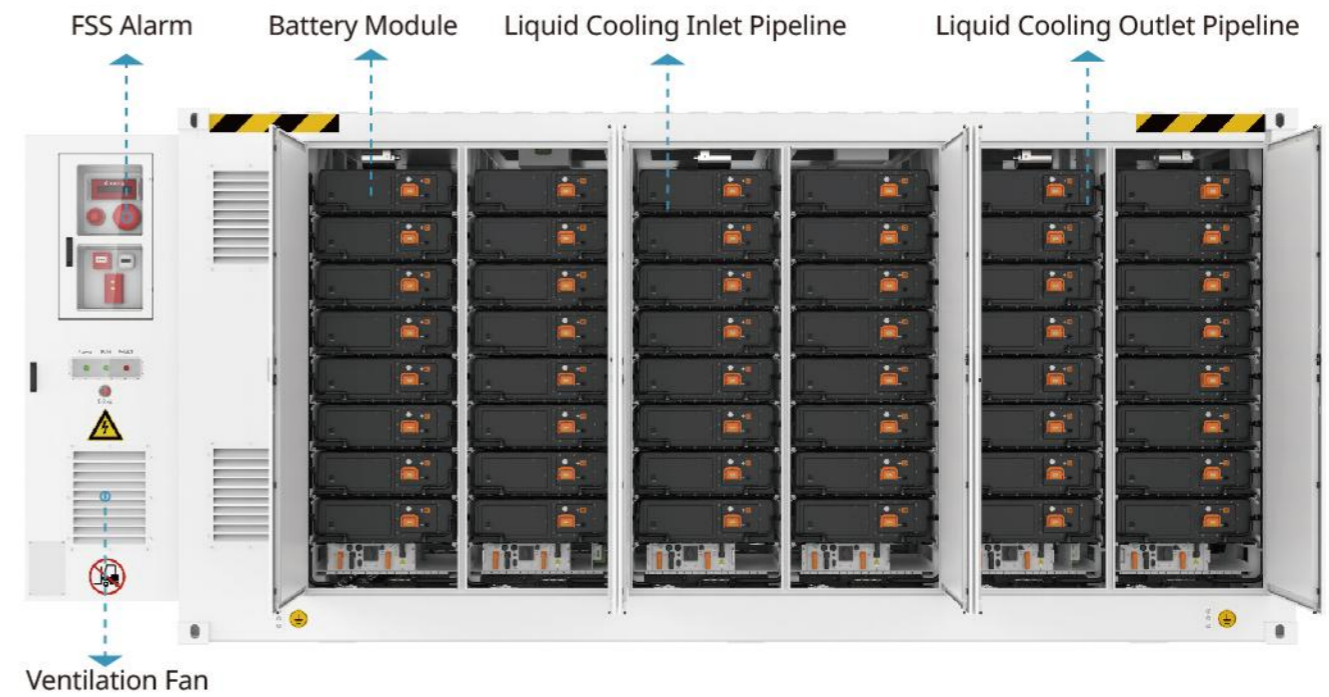 FSS Alarm
Battery Module
Liquid Cooling Inlet Pipeline
Liquid Cooling Outlet Pipeline
Ventilation Fan